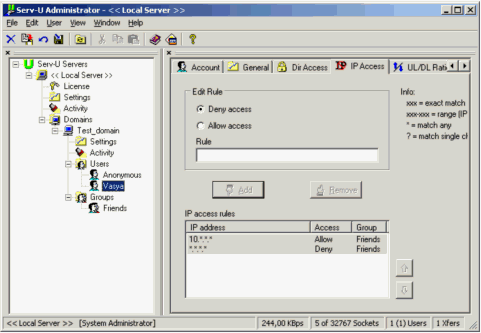 Serv-U Administrator - << Local Server >>
File Edit User View Window Help
Serv-U Servers
<< Local Server >>
License
Settings
Activity
Domains
Test_domain
Settings
Activity
Users
Anonymous
Vasya
Groups
Friends
Account General Dir Access IP Access UL/DL Rati
Edit Rule
Deny access
Allow access
Rule
Info:
xxx = exact match
xxx-xxx = range (IP
* = match any
? = match single ch
Add Remove
IP access rules
IP address Access Group
10.*.*.* Allow Friends
*.*.*.* Deny Friends
<< Local Server >> [System Administrator] 244,00 KBps 5 of 32767 Sockets 1 (1) Users 1 Xfers